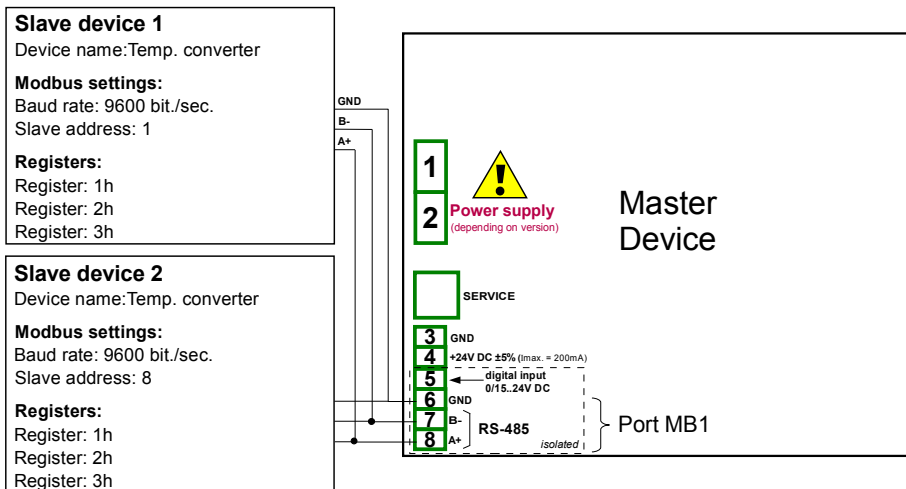 Slave device 1
Device name:Temp. converter
Modbus settings:
Baud rate: 9600 bit./sec.
Slave address: 1
Registers:
Register: 1h
Register: 2h
Register: 3h
GND
B-
A+
Slave device 2
Device name:Temp. converter
Modbus settings:
Baud rate: 9600 bit./sec.
Slave address: 8
Registers:
Register: 1h
Register: 2h
Register: 3h
1
2
!
Power supply
(depending on version)
Master
Device
SERVICE
3 GND
4 +24V DC ±5% (Imax. = 200mA)
5 digital input
0/15..24V DC
6 GND
7 B-
8 A+
RS-485
isolated
Port MB1